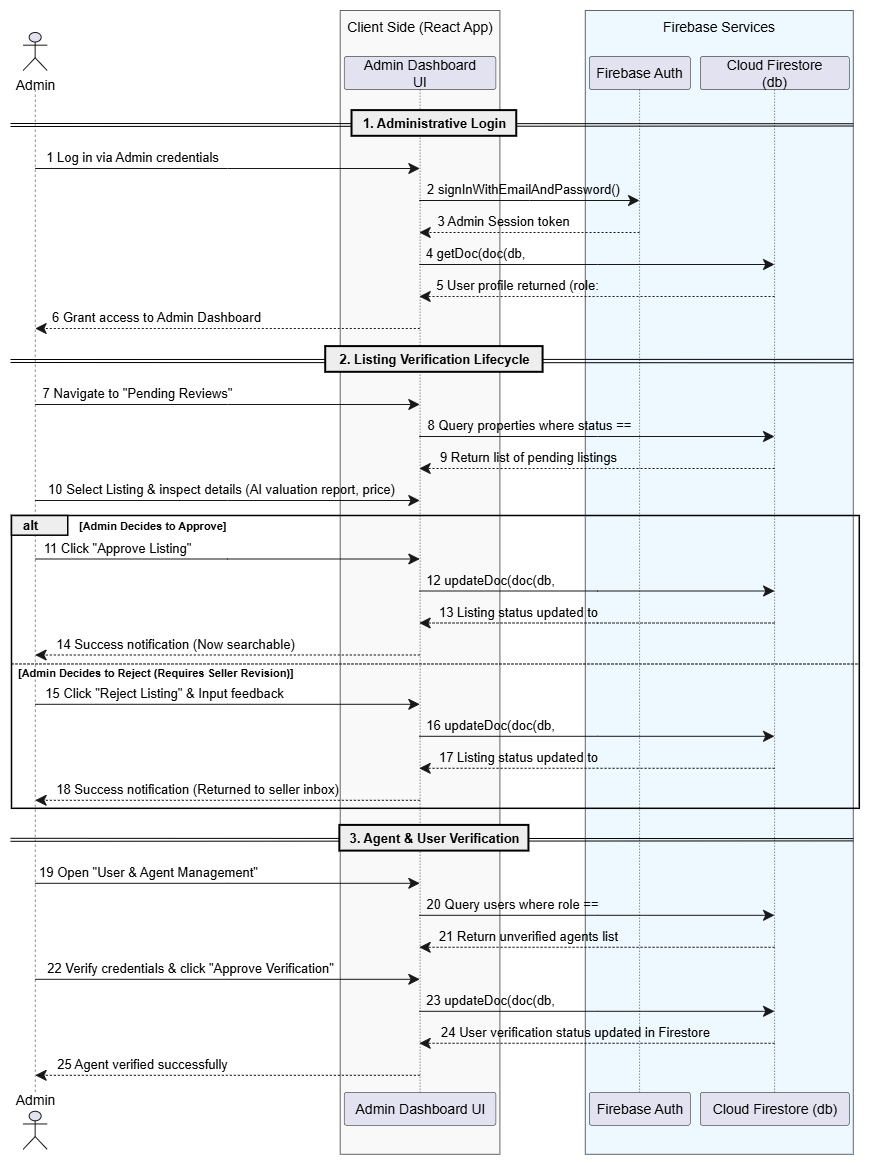 Client Side (React App)
Firebase Services
Admin
Admin Dashboard
UI
Firebase Auth
Cloud Firestore
(db)
1. Administrative Login
1 Log in via Admin credentials
2 signInWithEmailAndPassword()
3 Admin Session token
4 getDoc(doc(db,
5 User profile returned (role:
6 Grant access to Admin Dashboard
2. Listing Verification Lifecycle
7 Navigate to "Pending Reviews"
8 Query properties where status ==
9 Return list of pending listings
10 Select Listing & inspect details (AI valuation report, price)
alt
[Admin Decides to Approve]
11 Click "Approve Listing"
12 updateDoc(doc(db,
13 Listing status updated to
14 Success notification (Now searchable)
[Admin Decides to Reject (Requires Seller Revision)]
15 Click "Reject Listing" & Input feedback
16 updateDoc(doc(db,
17 Listing status updated to
18 Success notification (Returned to seller inbox)
3. Agent & User Verification
19 Open "User & Agent Management"
20 Query users where role ==
21 Return unverified agents list
22 Verify credentials & click "Approve Verification"
23 updateDoc(doc(db,
24 User verification status updated in Firestore
25 Agent verified successfully
Admin
Admin Dashboard UI
Firebase Auth
Cloud Firestore (db)